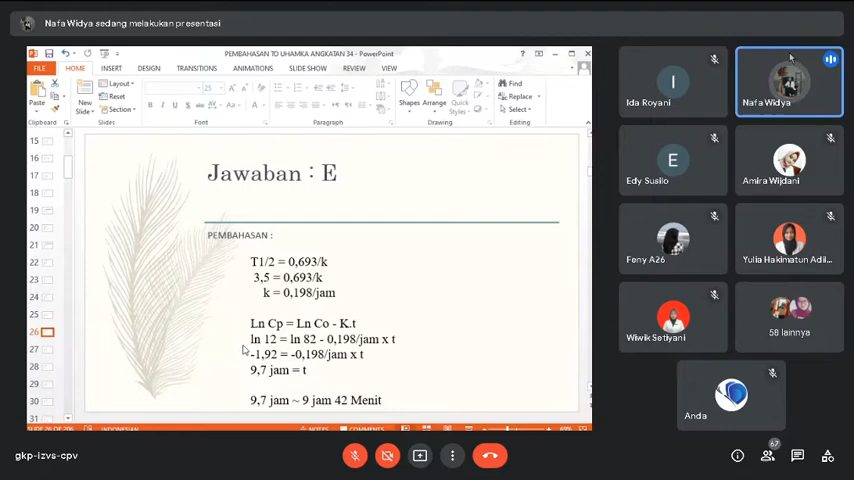 Nafa Widya sedang melakukan presentasi
PEMBAHASAN TO UHAMKA ANGKATAN 34 - PowerPoint
FILE HOME INSERT DESIGN TRANSITIONS ANIMATIONS SLIDE SHOW REVIEW VIEW
Paste
New
Slide
Layout
Reset
Section
Shapes
Arrange
Quick
Styles
Find
Replace
Select
Clipboard
Slides
Font
Paragraph
Drawing
Editing
15
16
17
18
19
20
21
22
23
24
25
26
27
28
29
30
31
Jawaban : E
PEMBAHASAN :
T1/2 = 0,693/k
3,5 = 0,693/k
k = 0,198/jam
Ln Cp = Ln Co - K.t
ln 12 = ln 82 - 0,198/jam x t
-1,92 = -0,198/jam x t
9,7 jam = t
9,7 jam ~ 9 jam 42 Menit
SLIDE 26 OF 206
INDONESIAN
NOTES
COMMENTS
69%
I
Ida Royani
Nafa Widya
E
Edy Susilo
Amira Wijdani
Feny A26
Yulia Hakimatun Adil...
Wiwik Setiyani
58 lainnya
Anda
gkp-izvs-cpv
67